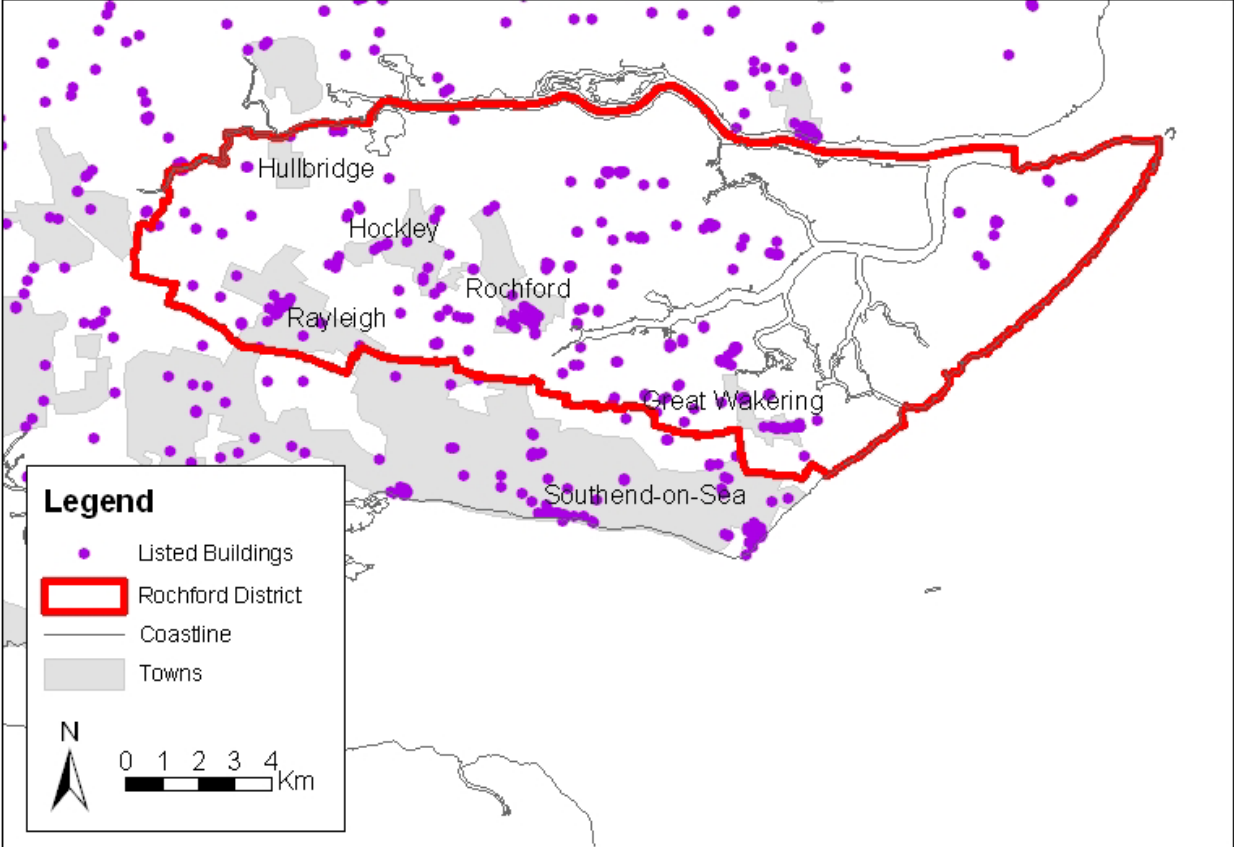 Hullbridge
Hockley
Rochford
Rayleigh
Great Wakering
Southend-on-Sea
Legend
Listed Buildings
Rochford District
Coastline
Towns
N
0 1 2 3 4
Km